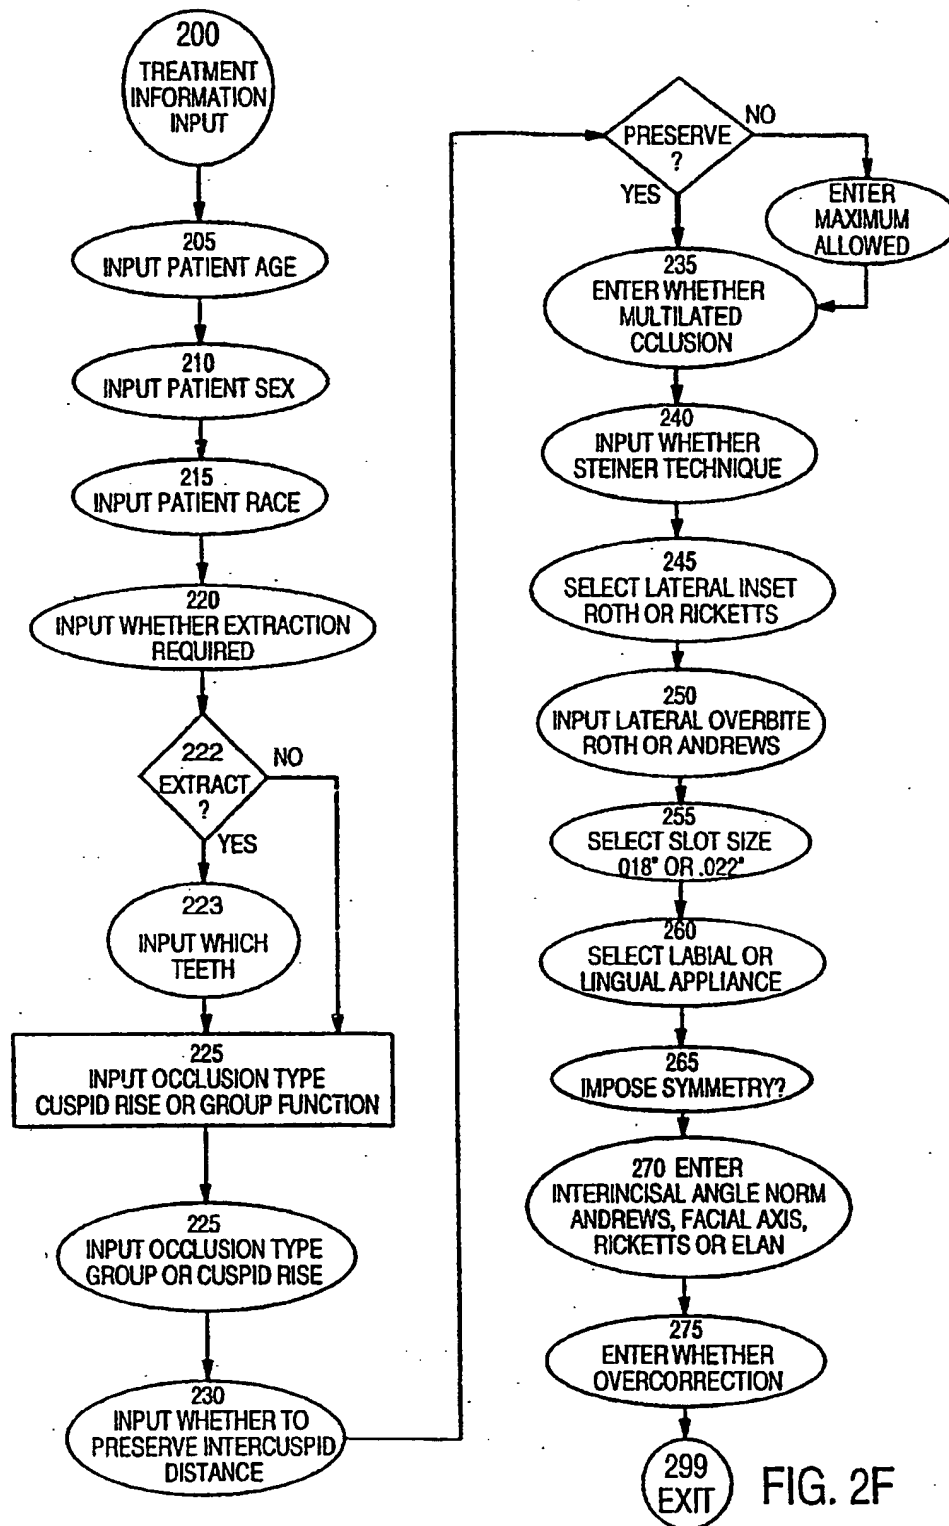 200
TREATMENT
INFORMATION
INPUT
205
INPUT PATIENT AGE
210
INPUT PATIENT SEX
215
INPUT PATIENT RACE
220
INPUT WHETHER EXTRACTION
REQUIRED
222
EXTRACT
?
NO
YES
223
INPUT WHICH
TEETH
225
INPUT OCCLUSION TYPE
CUSPID RISE OR GROUP FUNCTION
225
INPUT OCCLUSION TYPE
GROUP OR CUSPID RISE
230
INPUT WHETHER TO
PRESERVE INTERCUSPID
DISTANCE
PRESERVE
?
NO
YES
ENTER
MAXIMUM
ALLOWED
235
ENTER WHETHER
MULTILATED
CCLUSION
240
INPUT WHETHER
STEINER TECHNIQUE
245
SELECT LATERAL INSET
ROTH OR RICKETTS
250
INPUT LATERAL OVERBITE
ROTH OR ANDREWS
255
SELECT SLOT SIZE
.018" OR .022"
260
SELECT LABIAL OR
LINGUAL APPLIANCE
265
IMPOSE SYMMETRY?
270 ENTER
INTERINCISAL ANGLE NORM
ANDREWS, FACIAL AXIS,
RICKETTS OR ELAN
275
ENTER WHETHER
OVERCORRECTION
299
EXIT
FIG. 2F